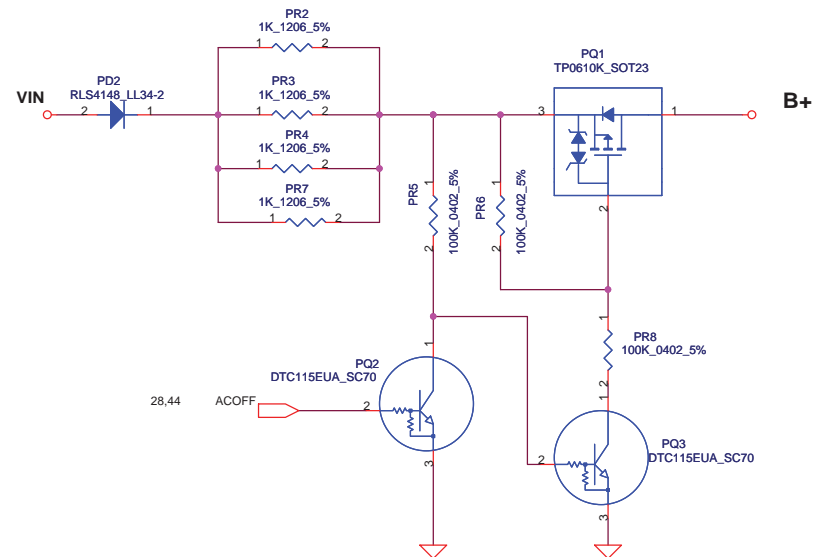 PR2
1K_1206_5%
1
2
PD2
RLS4148_LL34-2
VIN
2
1
PR3
1K_1206_5%
1
2
PQ1
TP0610K_SOT23
3
1
B+
PR4
1K_1206_5%
1
2
PR7
1K_1206_5%
1
2
1
PR5
100K_0402_5%
2
1
PR6
100K_0402_5%
2
2
1
PR8
100K_0402_5%
2
1
PQ2
DTC115EUA_SC70
28,44
ACOFF
2
3
1
PQ3
DTC115EUA_SC70
2
3